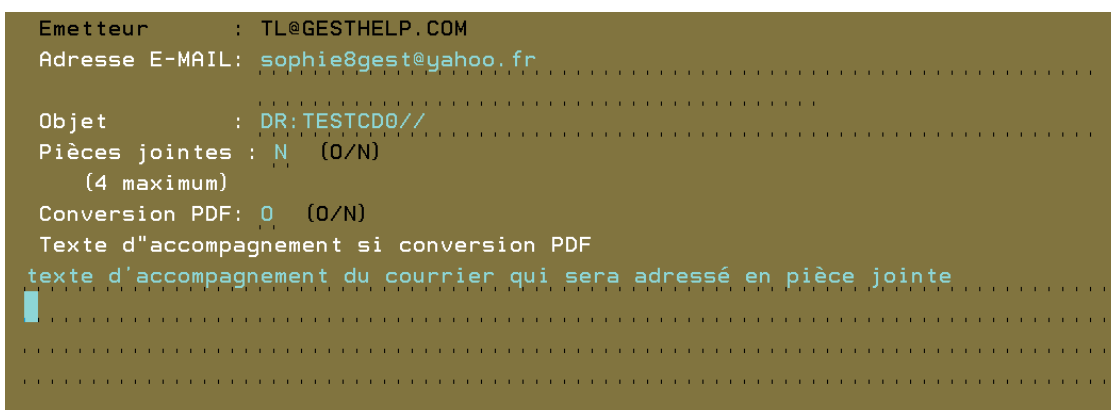 Emetteur : TL@GESTHELP.COM
Adresse E-MAIL: sophie8gest@yahoo.fr
Objet : DR:TESTCD0//
Pièces jointes : N (O/N)
(4 maximum)
Conversion PDF: O (O/N)
Texte d"accompagnement si conversion PDF
texte d'accompagnement du courrier qui sera adressé en pièce jointe